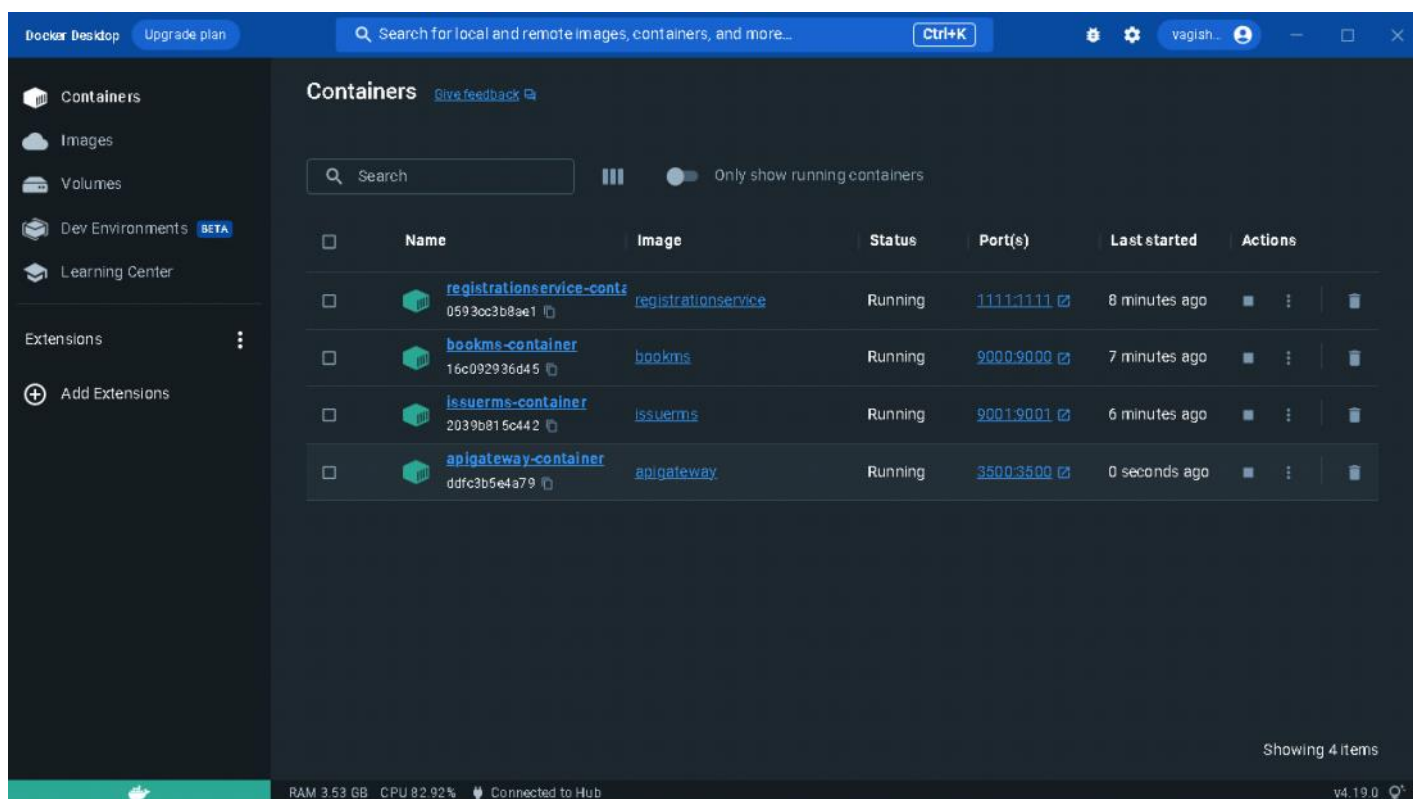 Docker Desktop Upgrade plan Search for local and remote images, containers, and more... Ctrl+K vagish...
Containers
Images
Volumes
Dev Environments BETA
Learning Center
Extensions
Add Extensions
Containers Give feedback
Search Only show running containers
Name Image Status Port(s) Last started Actions
registrationservice-conta registrationservice Running 1111:1111 8 minutes ago
0593cc3b8ae1
bookms-container bookms Running 9000:9000 7 minutes ago
16c092936d45
issuerms-container issuerms Running 9001:9001 6 minutes ago
2039b815c442
apigateway-container apigateway Running 3500:3500 0 seconds ago
ddfc3b5e4a79
Showing 4 items
RAM 3.53 GB CPU 82.92% Connected to Hub v4.19.0